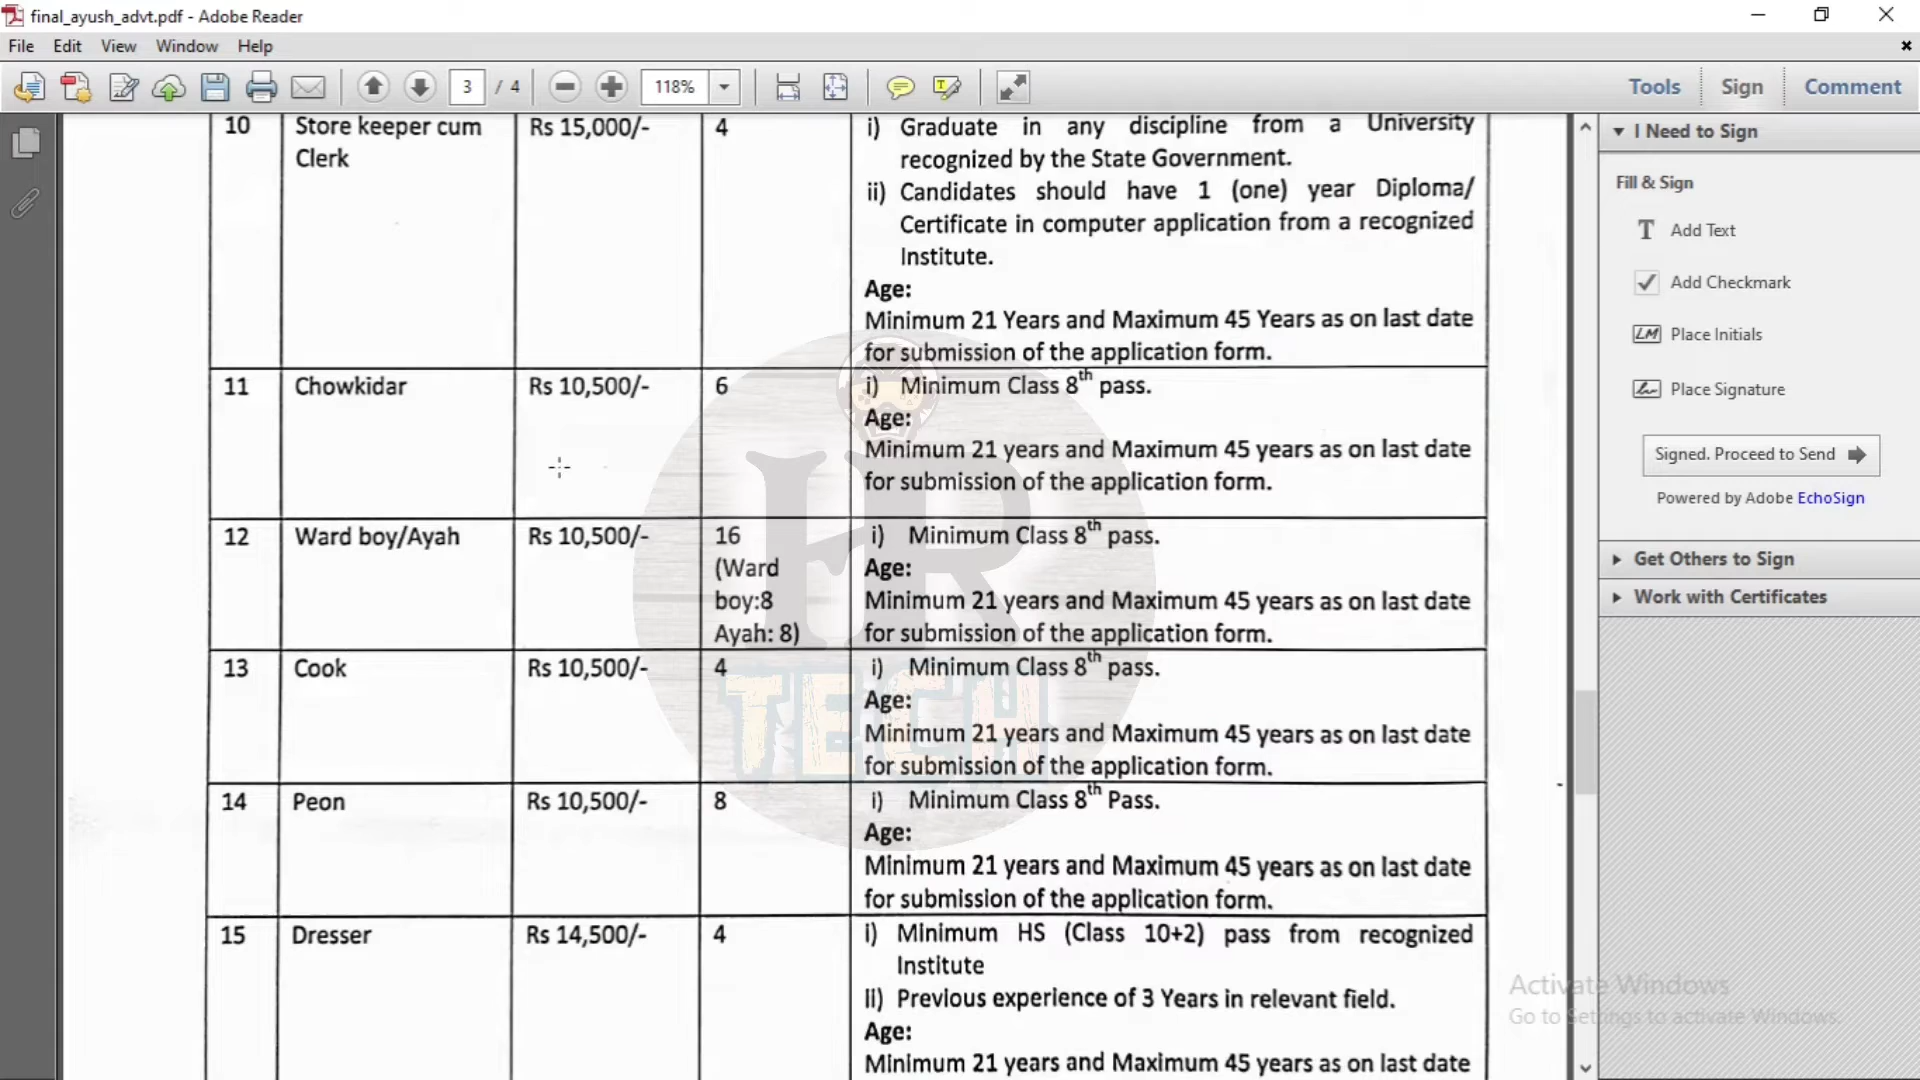 final_ayush_advt.pdf - Adobe Reader
File Edit View Window Help
3 / 4 118% Tools Sign Comment
10 Store keeper cum Clerk Rs 15,000/- 4
i) Graduate in any discipline from a University
recognized by the State Government.
ii) Candidates should have 1 (one) year Diploma/
Certificate in computer application from a recognized
Institute.
Age:
Minimum 21 Years and Maximum 45 Years as on last date
for submission of the application form.
11 Chowkidar Rs 10,500/- 6
i) Minimum Class 8th pass.
Age:
Minimum 21 years and Maximum 45 years as on last date
for submission of the application form.
12 Ward boy/Ayah Rs 10,500/- 16
(Ward
boy:8
Ayah: 8)
i) Minimum Class 8th pass.
Age:
Minimum 21 years and Maximum 45 years as on last date
for submission of the application form.
13 Cook Rs 10,500/- 4
i) Minimum Class 8th pass.
Age:
Minimum 21 years and Maximum 45 years as on last date
for submission of the application form.
14 Peon Rs 10,500/- 8
i) Minimum Class 8th Pass.
Age:
Minimum 21 years and Maximum 45 years as on last date
for submission of the application form.
15 Dresser Rs 14,500/- 4
i) Minimum HS (Class 10+2) pass from recognized
Institute
ii) Previous experience of 3 Years in relevant field.
Age:
Minimum 21 years and Maximum 45 years as on last date
HR
TECH
I Need to Sign
Fill & Sign
T Add Text
Add Checkmark
LM Place Initials
Place Signature
Signed. Proceed to Send
Powered by Adobe EchoSign
Get Others to Sign
Work with Certificates
Activate Windows
Go to Settings to activate Windows.